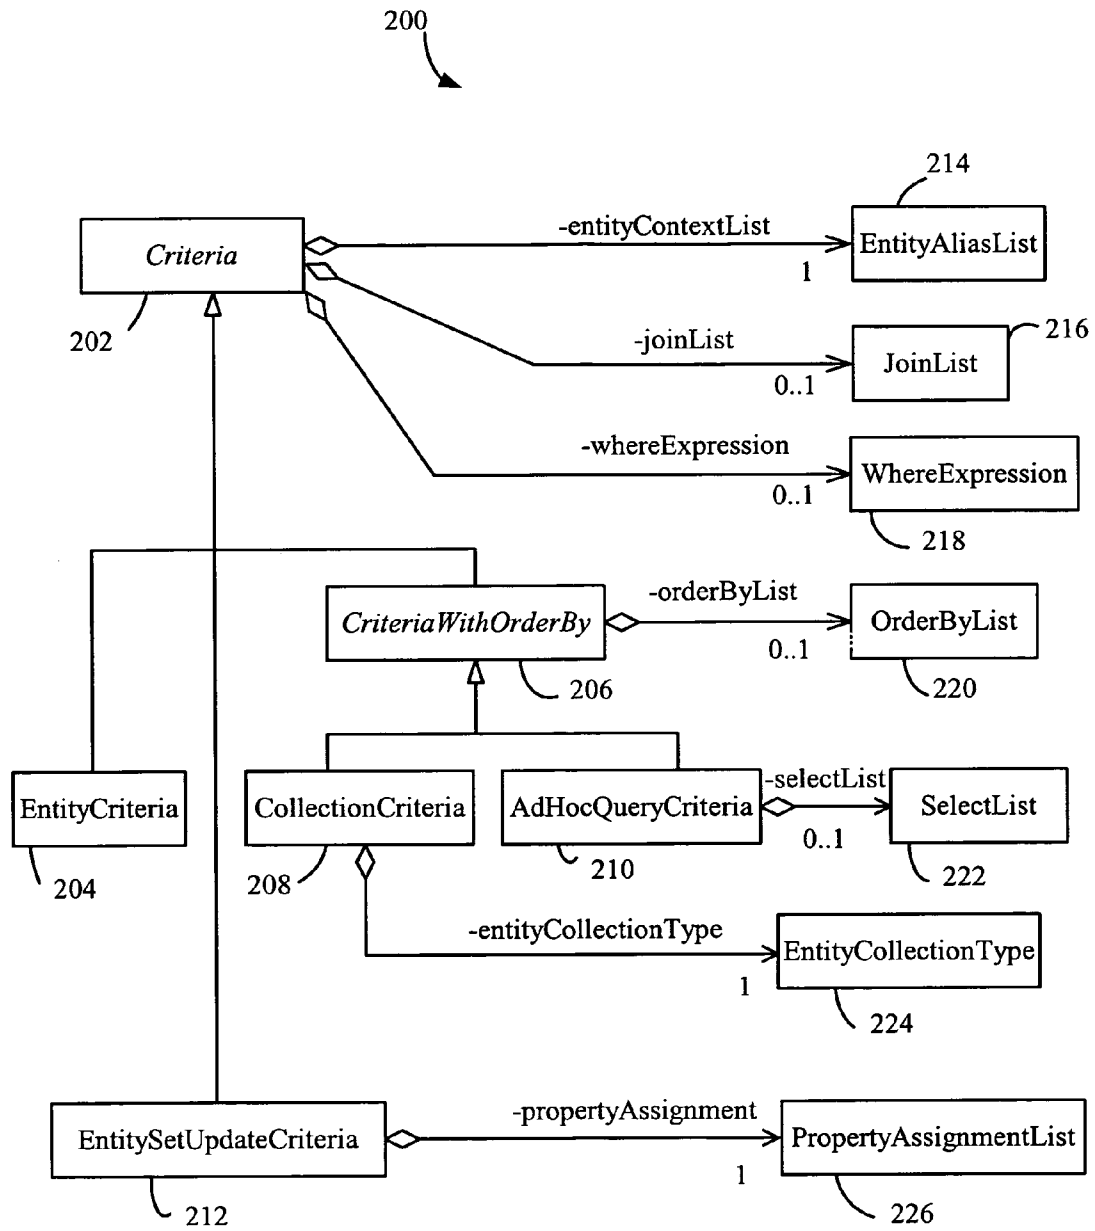 200
214
-entityContextList
EntityAliasList
Criteria
1
202
-joinList
216
JoinList
0..1
-whereExpression
WhereExpression
0..1
218
-orderByList
CriteriaWithOrderBy
OrderByList
0..1
206
220
-selectList
EntityCriteria
CollectionCriteria
AdHocQueryCriteria
SelectList
0..1
204
208
210
222
-entityCollectionType
EntityCollectionType
1
224
-propertyAssignment
EntitySetUpdateCriteria
PropertyAssignmentList
1
212
226